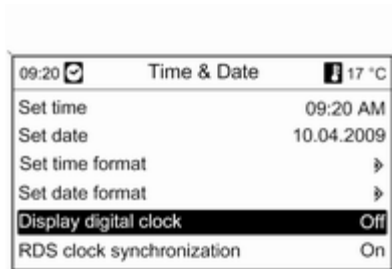 09:20 Time & Date 17 °C
Set time 09:20 AM
Set date 10.04.2009
Set time format
Set date format
Display digital clock Off
RDS clock synchronization On